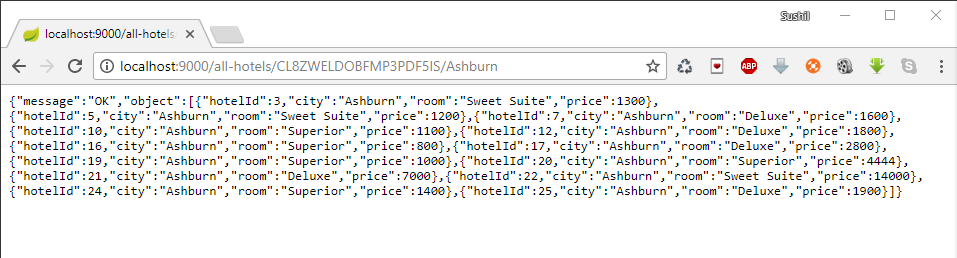 Sushil
localhost:9000/all-hotels/
localhost:9000/all-hotels/CL8ZWELDOBFMP3PDF5IS/Ashburn
ABP
{"message":"OK","object":[{"hotelId":3,"city":"Ashburn","room":"Sweet Suite","price":1300},
{"hotelId":5,"city":"Ashburn","room":"Sweet Suite","price":1200},{"hotelId":7,"city":"Ashburn","room":"Deluxe","price":1600},
{"hotelId":10,"city":"Ashburn","room":"Superior","price":1100},{"hotelId":12,"city":"Ashburn","room":"Deluxe","price":1800},
{"hotelId":16,"city":"Ashburn","room":"Superior","price":800},{"hotelId":17,"city":"Ashburn","room":"Deluxe","price":2800},
{"hotelId":19,"city":"Ashburn","room":"Superior","price":1000},{"hotelId":20,"city":"Ashburn","room":"Superior","price":4444},
{"hotelId":21,"city":"Ashburn","room":"Deluxe","price":7000},{"hotelId":22,"city":"Ashburn","room":"Sweet Suite","price":14000},
{"hotelId":24,"city":"Ashburn","room":"Superior","price":1400},{"hotelId":25,"city":"Ashburn","room":"Deluxe","price":1900}]}